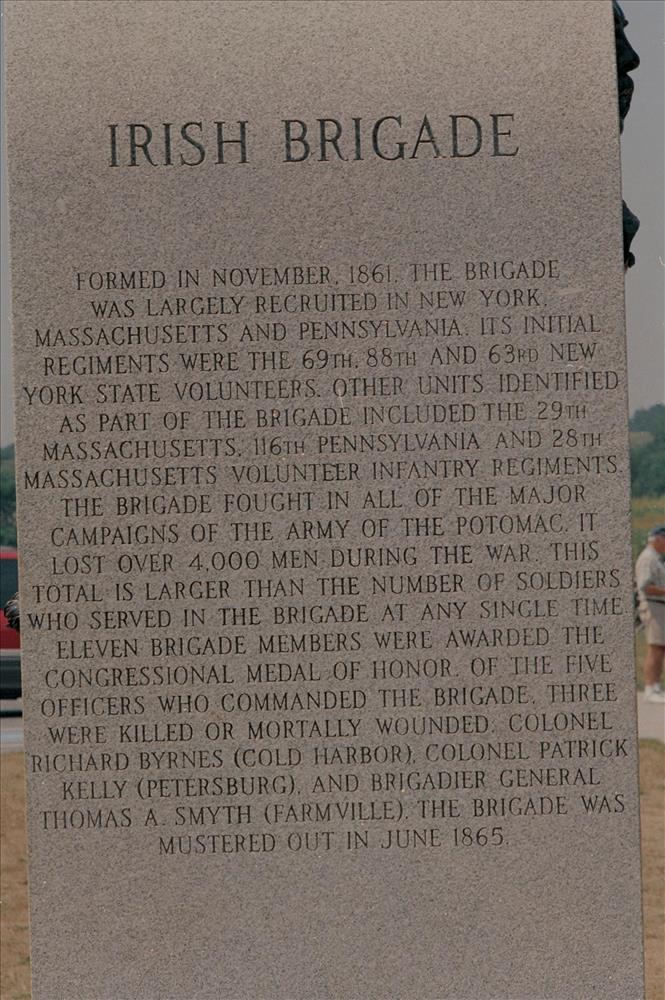 IRISH BRIGADE
FORMED IN NOVEMBER, 1861. THE BRIGADE
WAS LARGELY RECRUITED IN NEW YORK,
MASSACHUSETTS AND PENNSYLVANIA. ITS INITIAL
REGIMENTS WERE THE 69TH, 88TH AND 63RD NEW
YORK STATE VOLUNTEERS. OTHER UNITS IDENTIFIED
AS PART OF THE BRIGADE INCLUDED THE 29TH
MASSACHUSETTS, 116TH PENNSYLVANIA AND 28TH
MASSACHUSETTS VOLUNTEER INFANTRY REGIMENTS.
THE BRIGADE FOUGHT IN ALL OF THE MAJOR
CAMPAIGNS OF THE ARMY OF THE POTOMAC. IT
LOST OVER 4,000 MEN DURING THE WAR. THIS
TOTAL IS LARGER THAN THE NUMBER OF SOLDIERS
WHO SERVED IN THE BRIGADE AT ANY SINGLE TIME.
ELEVEN BRIGADE MEMBERS WERE AWARDED THE
CONGRESSIONAL MEDAL OF HONOR. OF THE FIVE
OFFICERS WHO COMMANDED THE BRIGADE, THREE
WERE KILLED OR MORTALLY WOUNDED: COLONEL
RICHARD BYRNES (COLD HARBOR), COLONEL PATRICK
KELLY (PETERSBURG), AND BRIGADIER GENERAL
THOMAS A. SMYTH (FARMVILLE). THE BRIGADE WAS
MUSTERED OUT IN JUNE 1865.